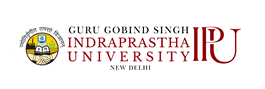 GURU GOBIND SINGH
INDRAPRASTHA
UNIVERSITY
NEW DELHI
IPU